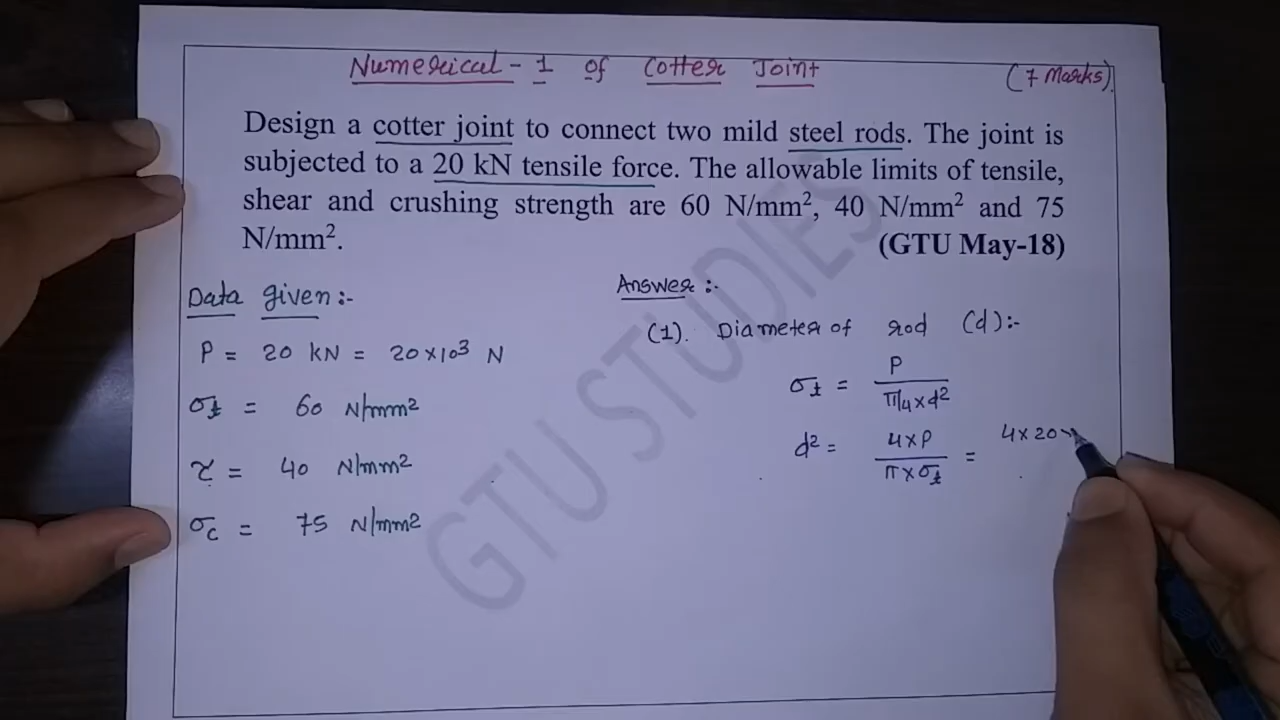 Numerical - 1 of Cotter Joint (7 Marks).
Design a cotter joint to connect two mild steel rods. The joint is
subjected to a 20 kN tensile force. The allowable limits of tensile,
shear and crushing strength are 60 N/mm², 40 N/mm² and 75
N/mm². (GTU May-18)
Data given :-
P = 20 kN = 20×10³ N
σt = 60 N/mm²
τ = 40 N/mm²
σc = 75 N/mm²
Answer :-
(1). Diameter of rod (d):-
σt = P / π/4 × d²
d² = 4×P / π×σt = 4×20×
GTU STUDIES